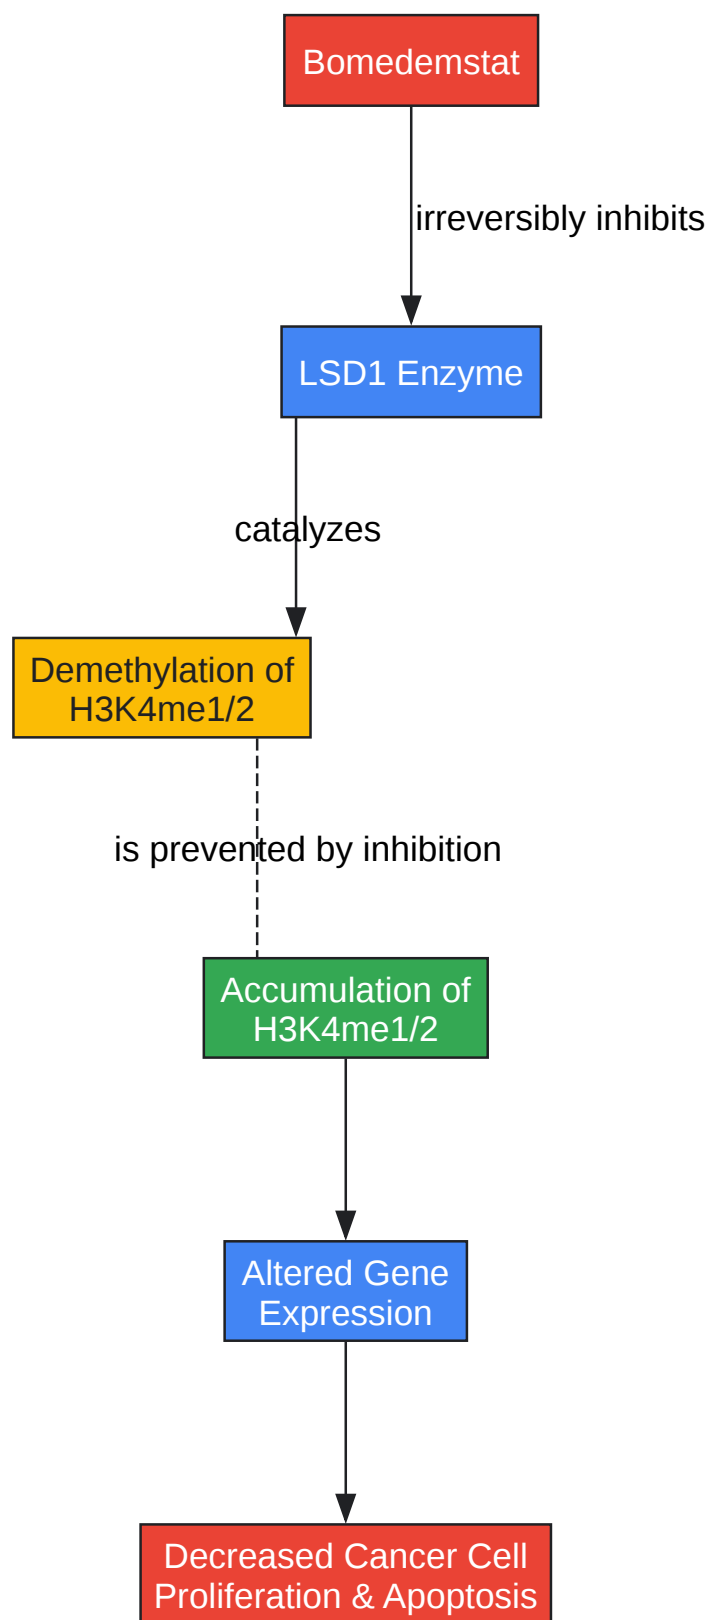 Bomedemstat
irreversibly inhibits
LSD1 Enzyme
catalyzes
Demethylation of
H3K4me1/2
is prevented by inhibition
Accumulation of
H3K4me1/2
Altered Gene
Expression
Decreased Cancer Cell
Proliferation & Apoptosis